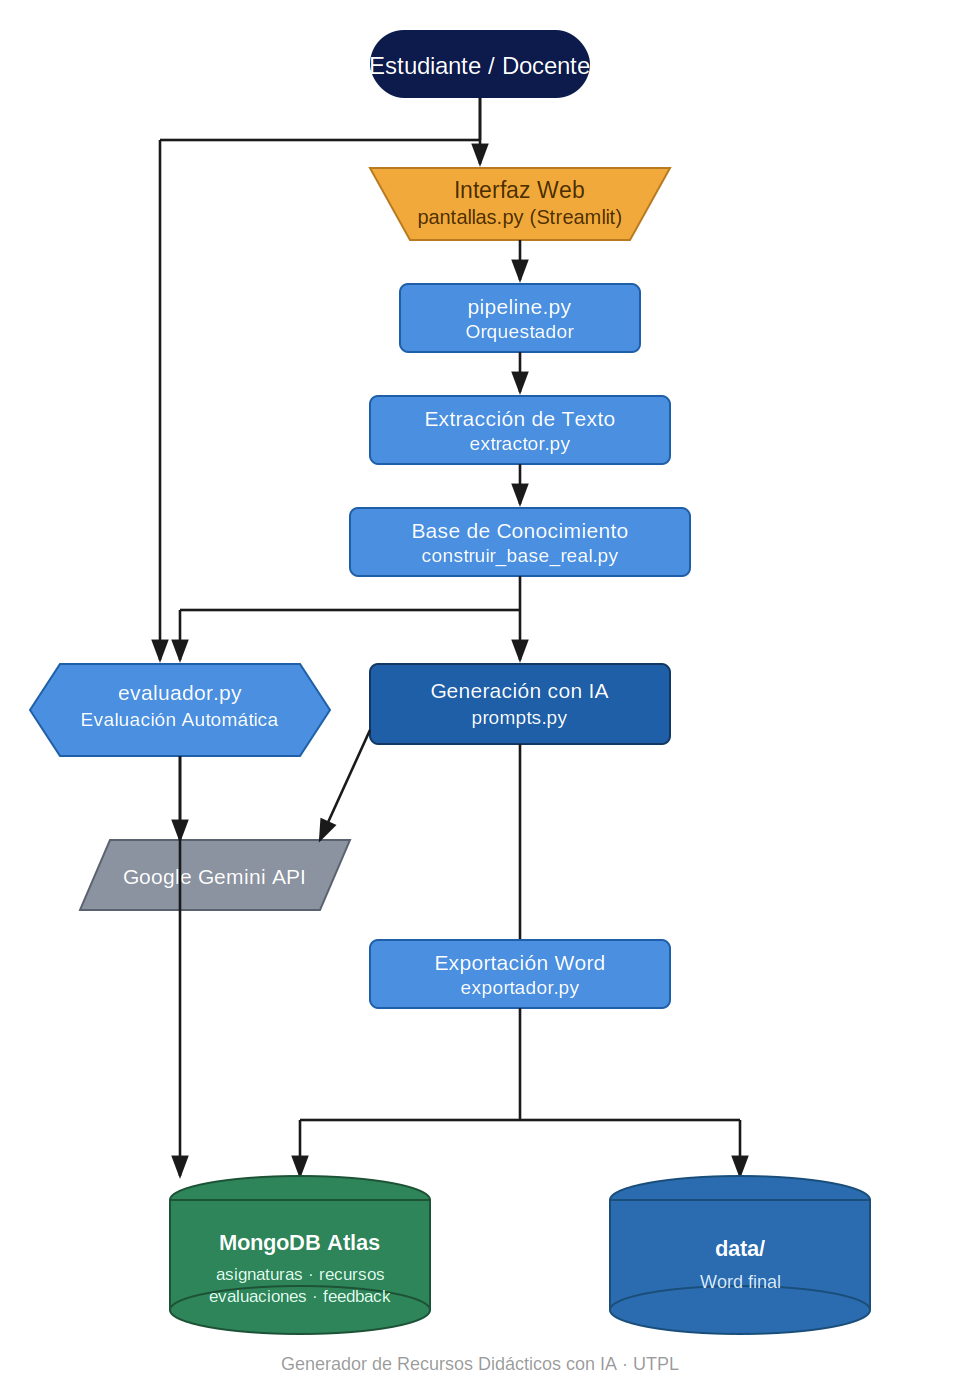 Estudiante / Docente
Interfaz Web
pantallas.py (Streamlit)
pipeline.py
Orquestador
Extracción de Texto
extractor.py
Base de Conocimiento
construir_base_real.py
evaluador.py
Evaluación Automática
Generación con IA
prompts.py
Google Gemini API
Exportación Word
exportador.py
MongoDB Atlas
asignaturas · recursos
evaluaciones · feedback
data/
Word final
Generador de Recursos Didácticos con IA · UTPL